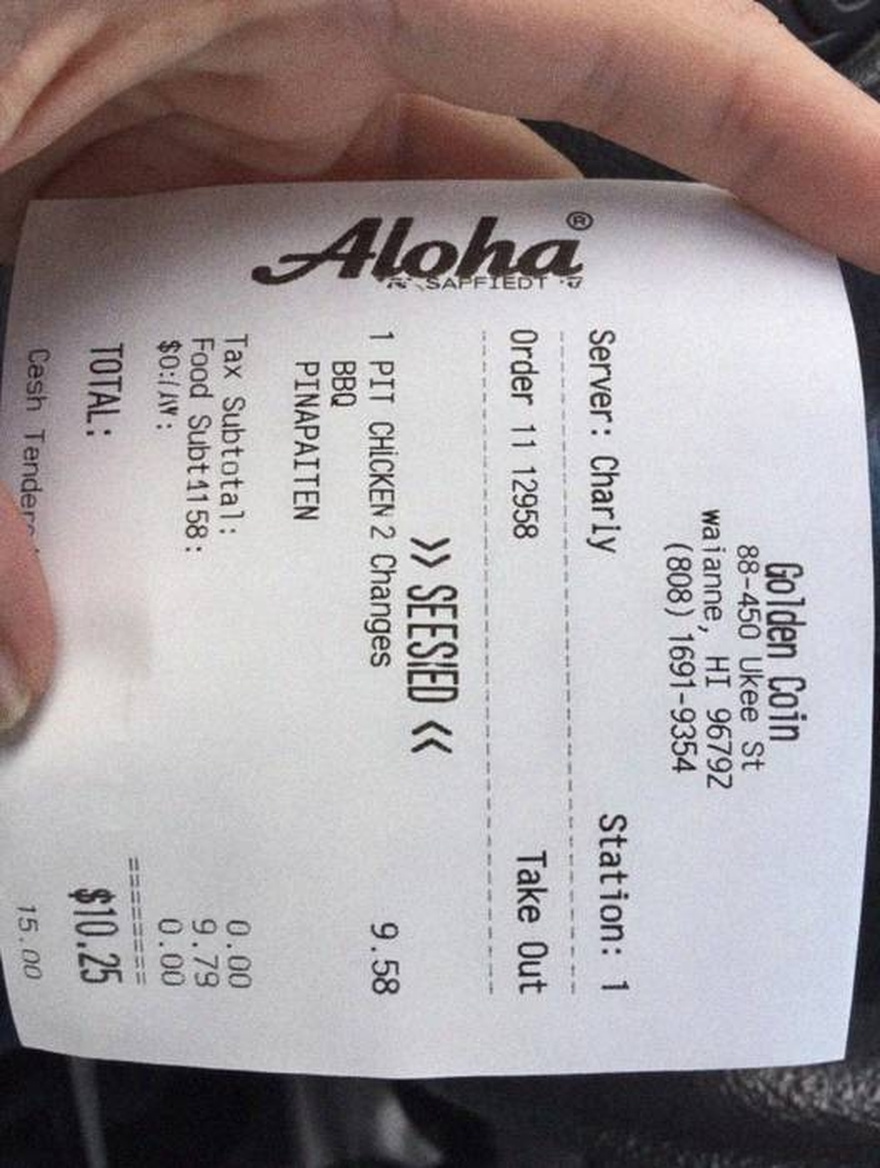 Golden Coin
88-450 Ukee St
waianne, HI 96792
(808) 1691-9354
Server: Charly Station: 1
Order 11 12958 Take Out
>> SEESIED <<
1 PIT CHICKEN 2 Changes 9.58
BBQ
PINAPAITEN
Tax Subtotal: 0.00
Food Subt4158: 9.79
0.00
========
TOTAL: $10.25
Cash Tender 15.00
Aloha®